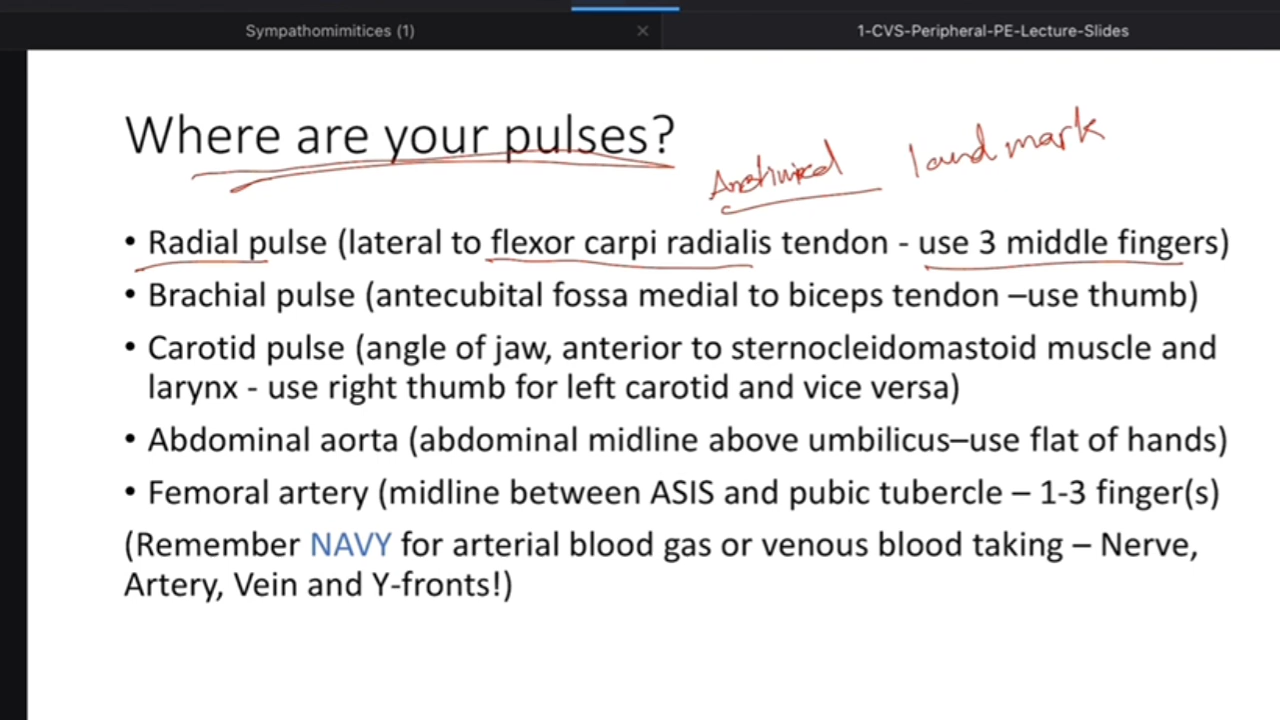 Sympathomimitices (1)
1-CVS-Peripheral-PE-Lecture-Slides
Where are your pulses?
landmark
• Radial pulse (lateral to flexor carpi radialis tendon - use 3 middle fingers)
• Brachial pulse (antecubital fossa medial to biceps tendon –use thumb)
• Carotid pulse (angle of jaw, anterior to sternocleidomastoid muscle and
larynx - use right thumb for left carotid and vice versa)
• Abdominal aorta (abdominal midline above umbilicus–use flat of hands)
• Femoral artery (midline between ASIS and pubic tubercle – 1-3 finger(s)
(Remember NAVY for arterial blood gas or venous blood taking – Nerve,
Artery, Vein and Y-fronts!)